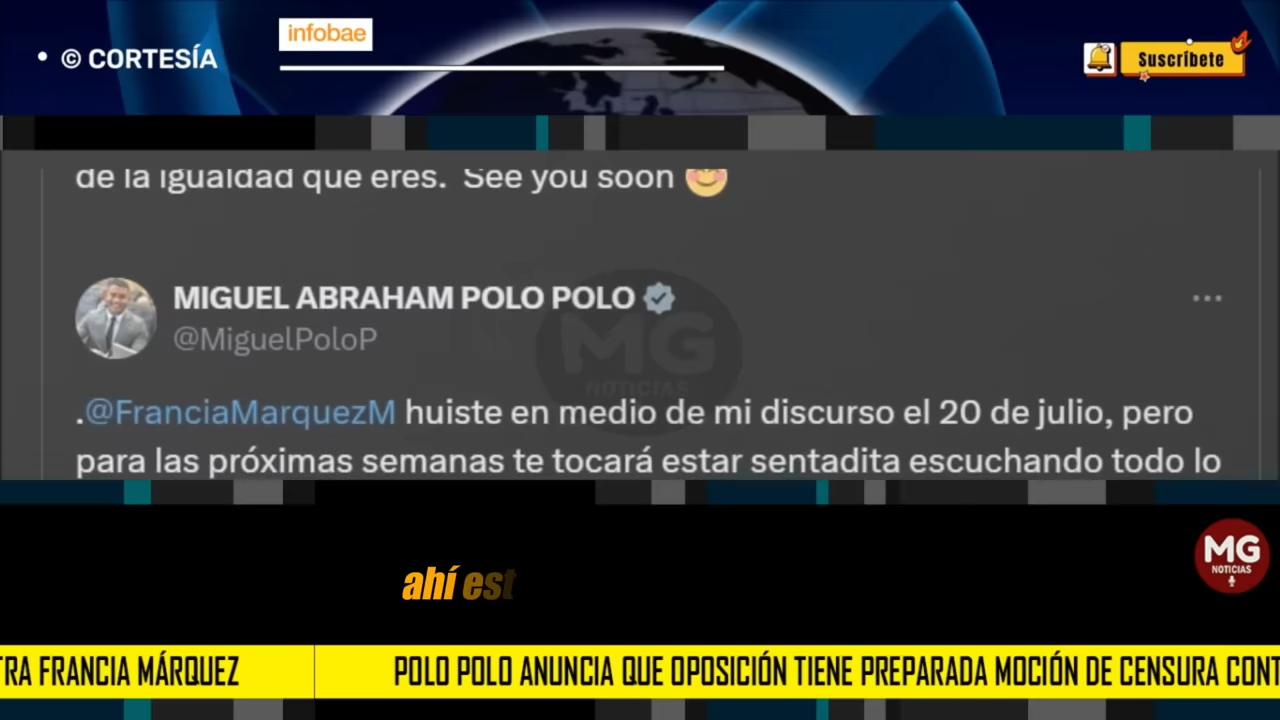 infobae
• © CORTESÍA
Suscríbete
de la igualdad que eres. See you soon 😊
MIGUEL ABRAHAM POLO POLO
@MiguelPoloP
.@FranciaMarquezM huiste en medio de mi discurso el 20 de julio, pero
para las próximas semanas te tocará estar sentadita escuchando todo lo
MG
NOTICIAS
ahí est
MG
NOTICIAS
TRA FRANCIA MÁRQUEZ
POLO POLO ANUNCIA QUE OPOSICIÓN TIENE PREPARADA MOCIÓN DE CENSURA CONT